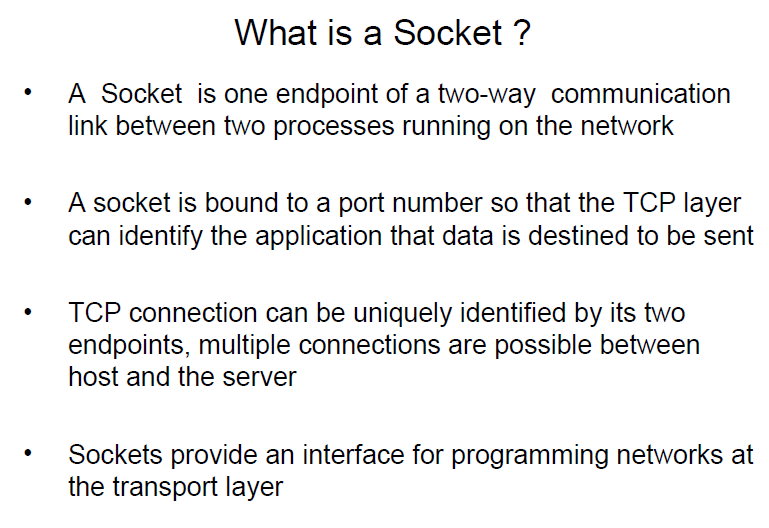 What is a Socket ?
• A Socket is one endpoint of a two-way communication
link between two processes running on the network
• A socket is bound to a port number so that the TCP layer
can identify the application that data is destined to be sent
• TCP connection can be uniquely identified by its two
endpoints, multiple connections are possible between
host and the server
• Sockets provide an interface for programming networks at
the transport layer